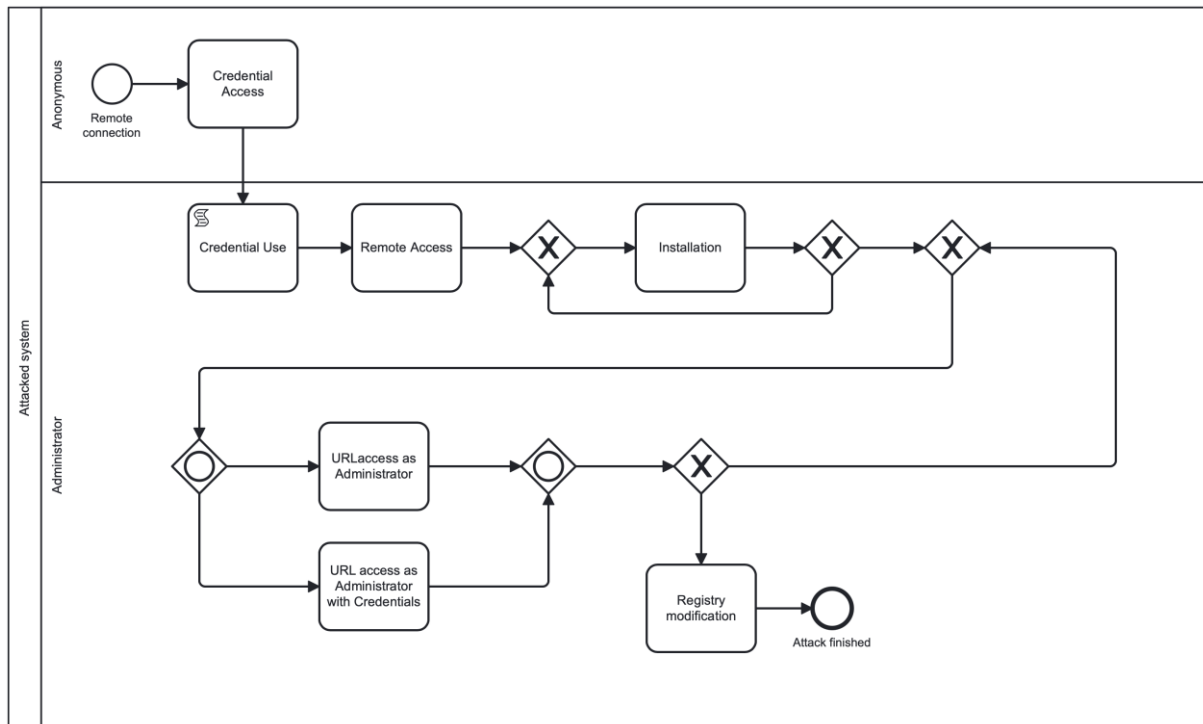 Attacked system
Anonymous
Remote
connection
Credential
Access
Administrator
Credential Use
Remote Access
X
Installation
X
X
URLaccess as
Administrator
X
URL access as
Administrator
with Credentials
Registry
modification
Attack finished